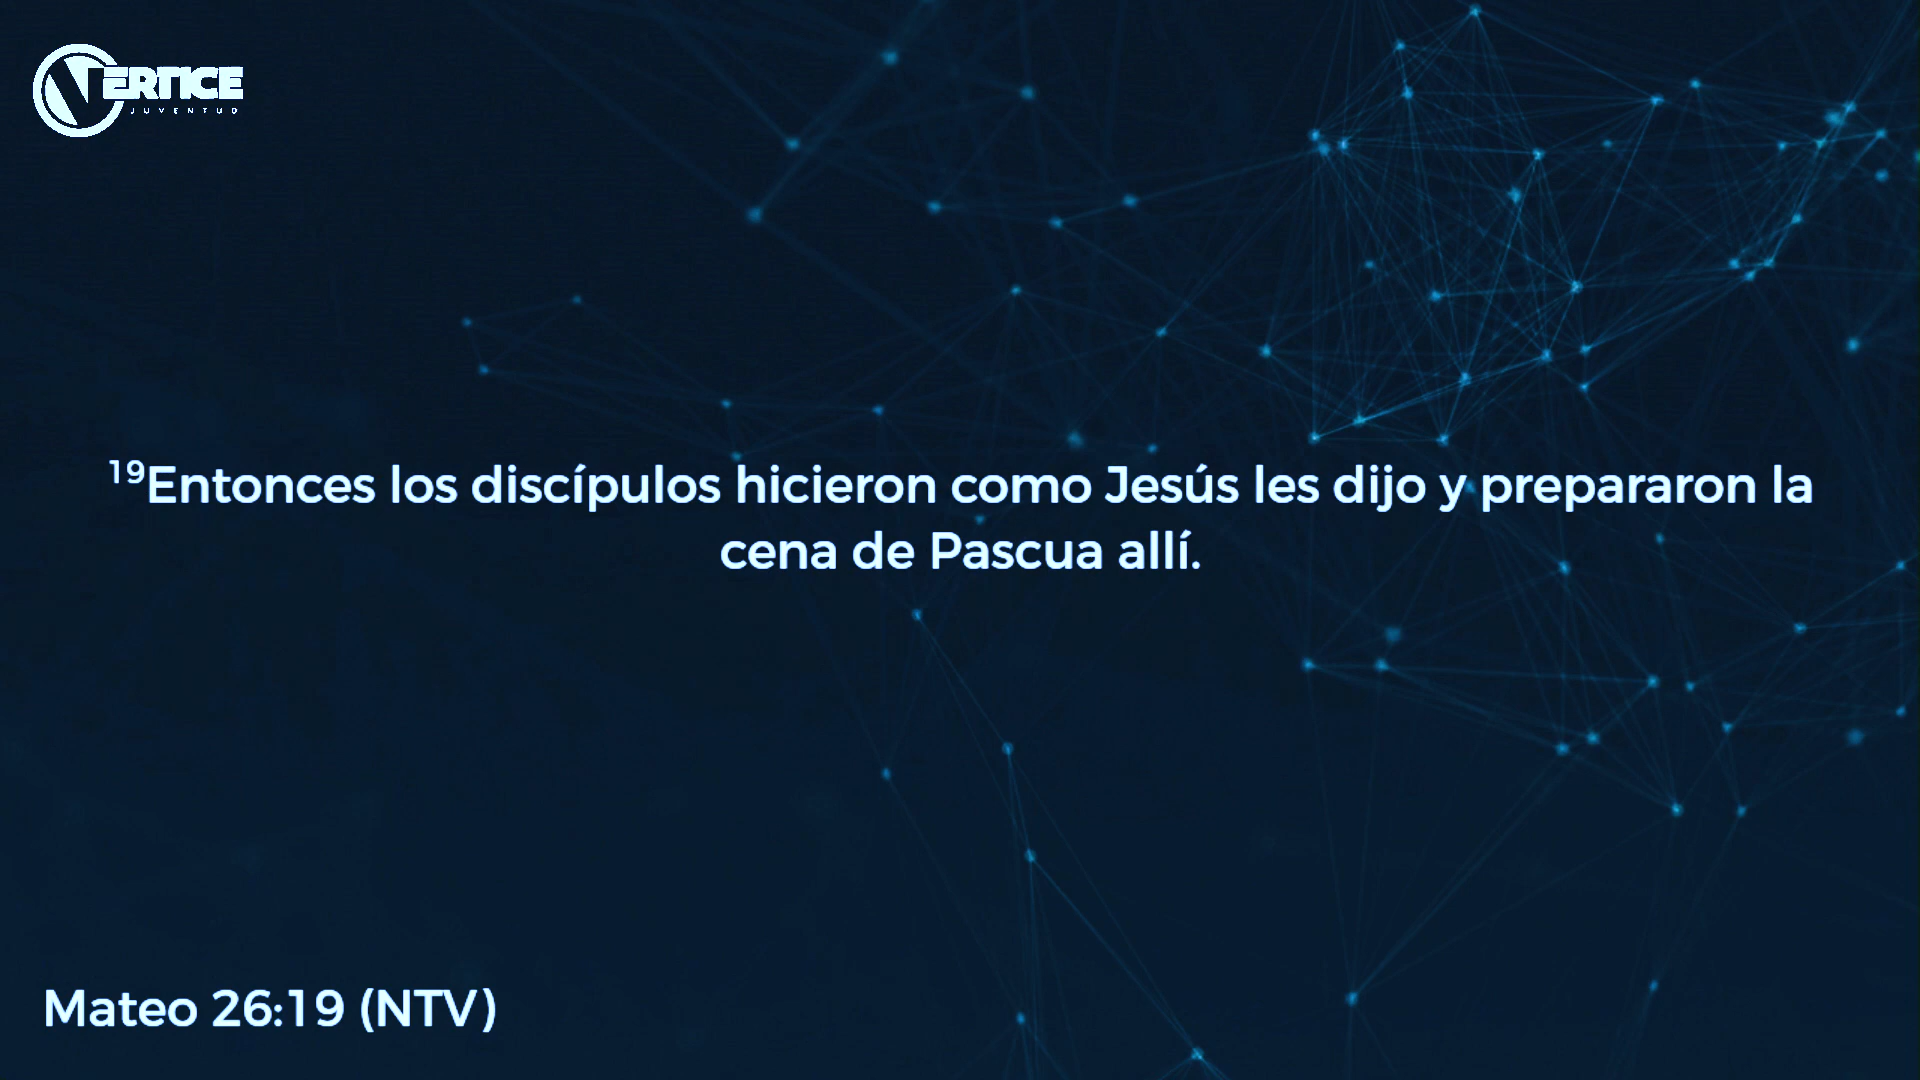 VERTICE
JUVENTUD
19Entonces los discípulos hicieron como Jesús les dijo y prepararon la
cena de Pascua allí.
Mateo 26:19 (NTV)